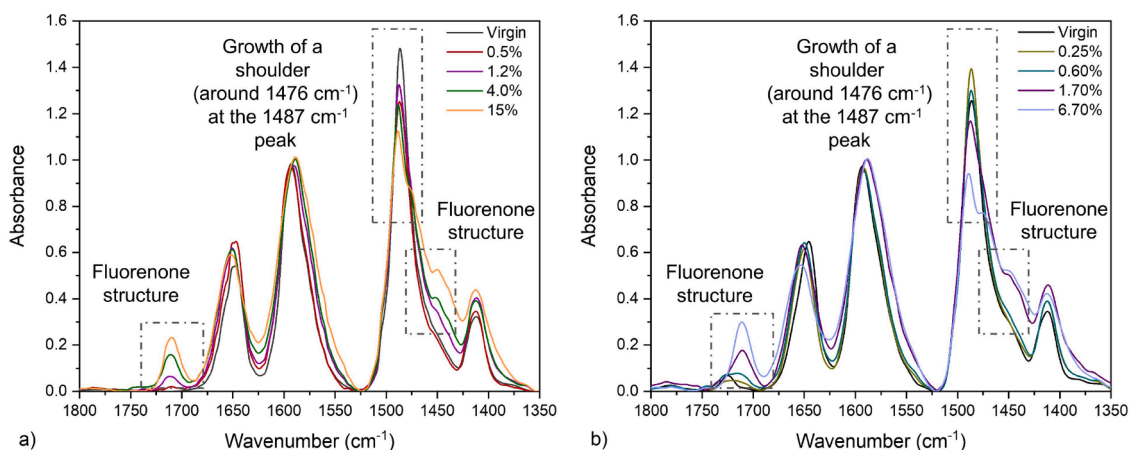 1.6
1.4
1.2
1.0
0.8
0.6
0.4
0.2
0.0
Absorbance
Growth of a
shoulder
(around 1476 cm⁻¹)
at the 1487 cm⁻¹
peak
Virgin
0.5%
1.2%
4.0%
15%
Fluorenone
structure
Fluorenone
structure
1800 1750 1700 1650 1600 1550 1500 1450 1400 1350
Wavenumber (cm⁻¹)
a)
1.6
1.4
1.2
1.0
0.8
0.6
0.4
0.2
0.0
Absorbance
Growth of a
shoulder
(around 1476 cm⁻¹)
at the 1487 cm⁻¹
peak
Virgin
0.25%
0.60%
1.70%
6.70%
Fluorenone
structure
Fluorenone
structure
1800 1750 1700 1650 1600 1550 1500 1450 1400 1350
Wavenumber (cm⁻¹)
b)